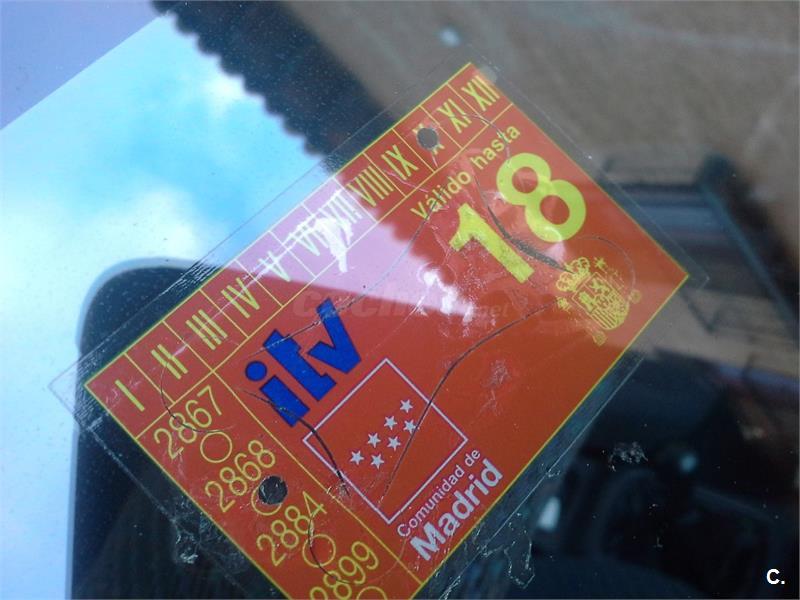 I II III IV V VI VII VIII IX X XI XII
Válido hasta
18
itv
2867
2868
2884
2899
Comunidad de
Madrid
C.